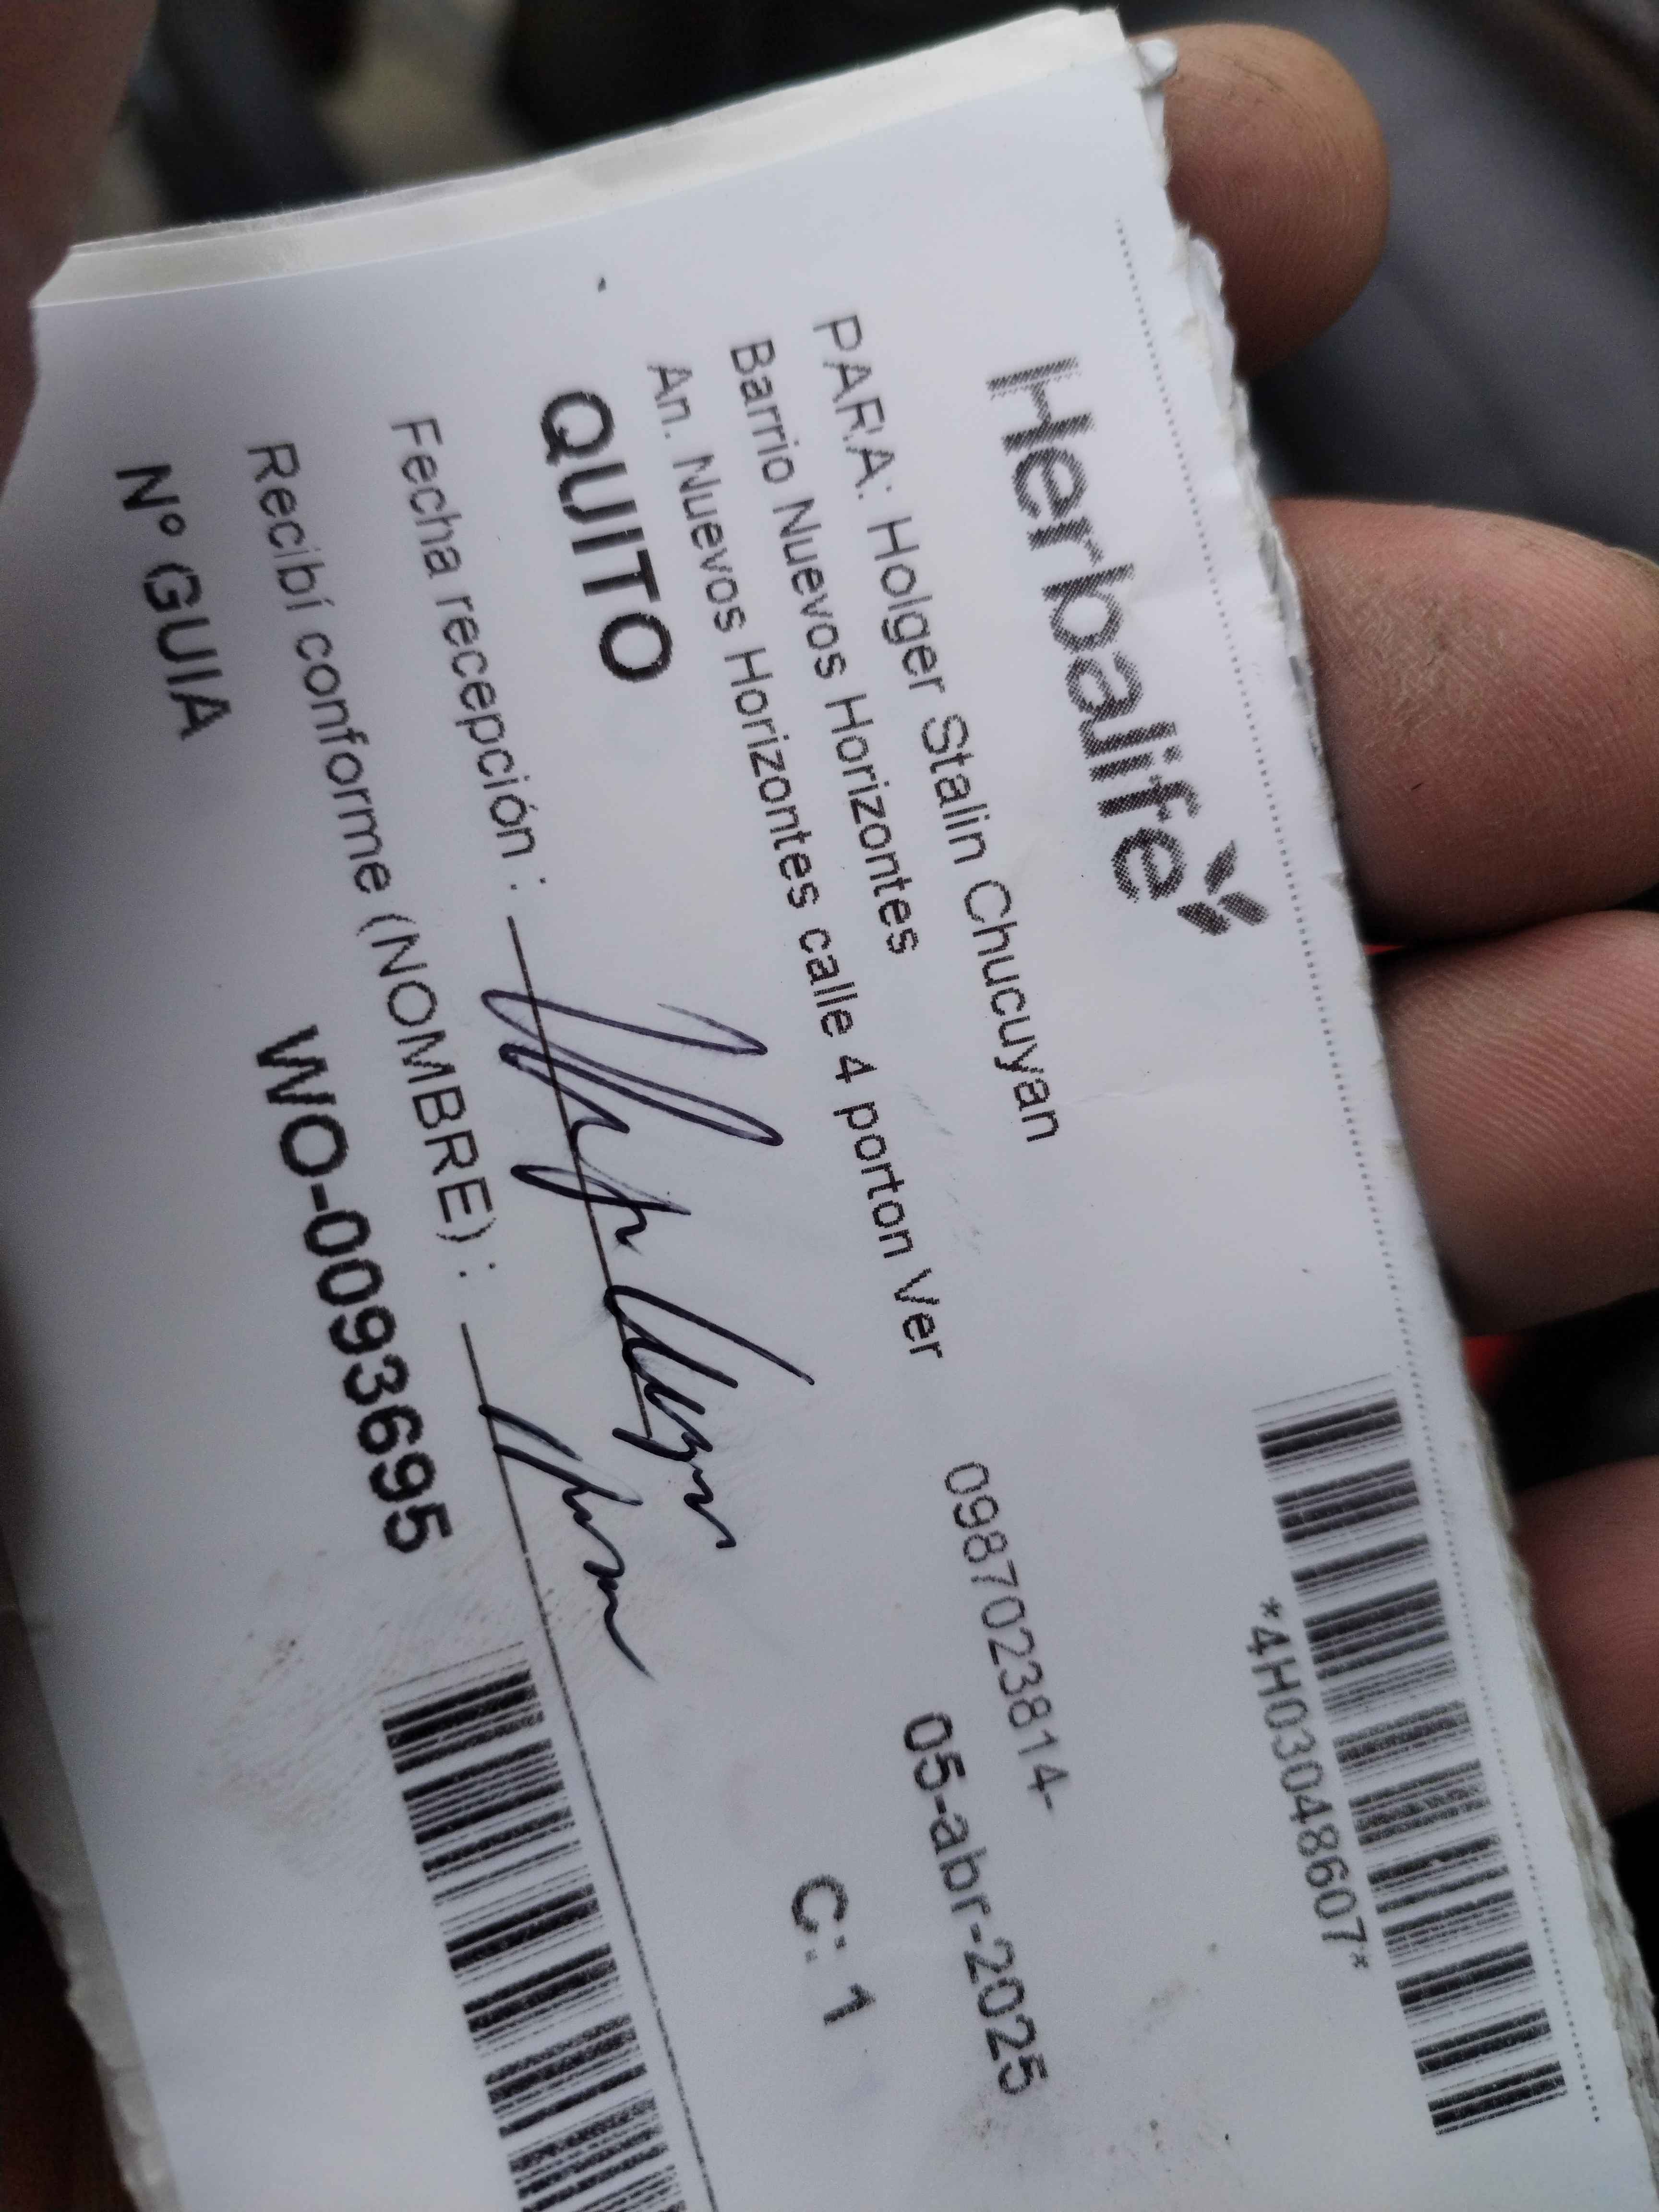 Herbalife
*4H03048607*
PARA: Holger Stalin Chucuyan
Barrio Nuevos Horizontes
0987023814-
An. Nuevos Horizontes calle 4 porton Ver
05-abr-2025
QUITO
C: 1
Fecha recepción :
Recibí conforme (NOMBRE) :
Nº GUIA
WO-0093695